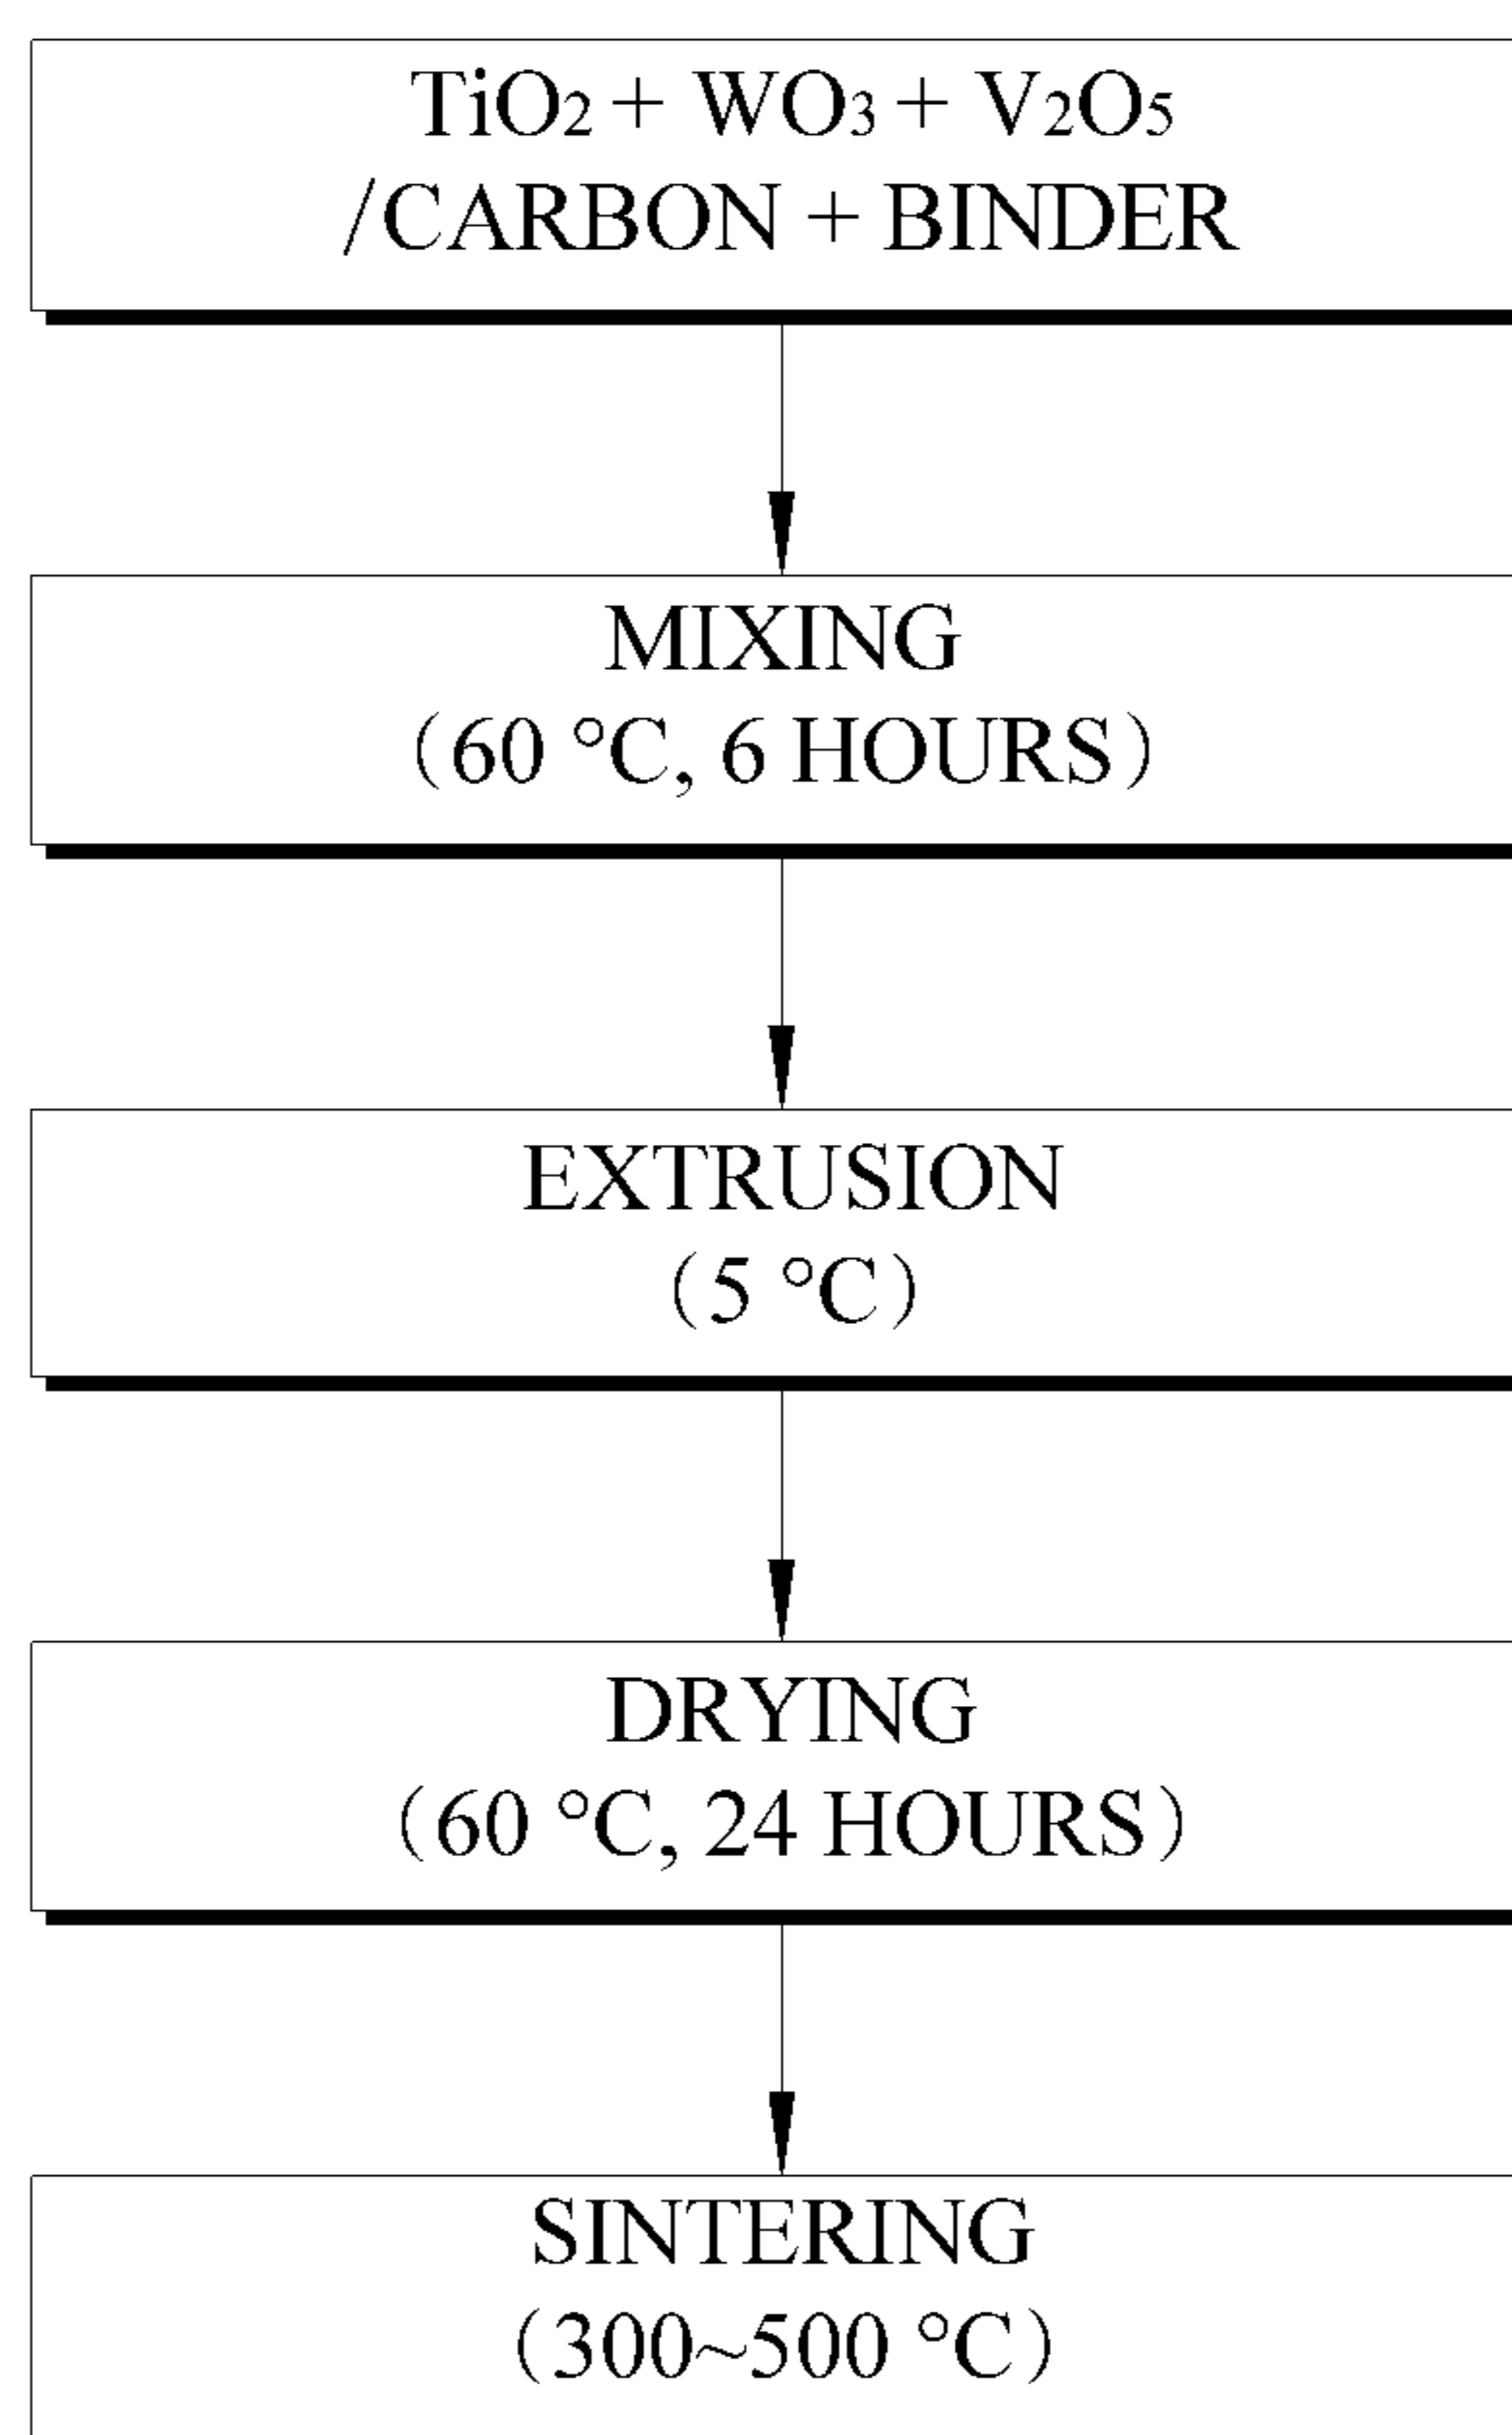 TiO2 + WO3 + V2O5
/CARBON + BINDER
MIXING
(60 °C, 6 HOURS)
EXTRUSION
(5 °C)
DRYING
(60 °C, 24 HOURS)
SINTERING
(300~500 °C)